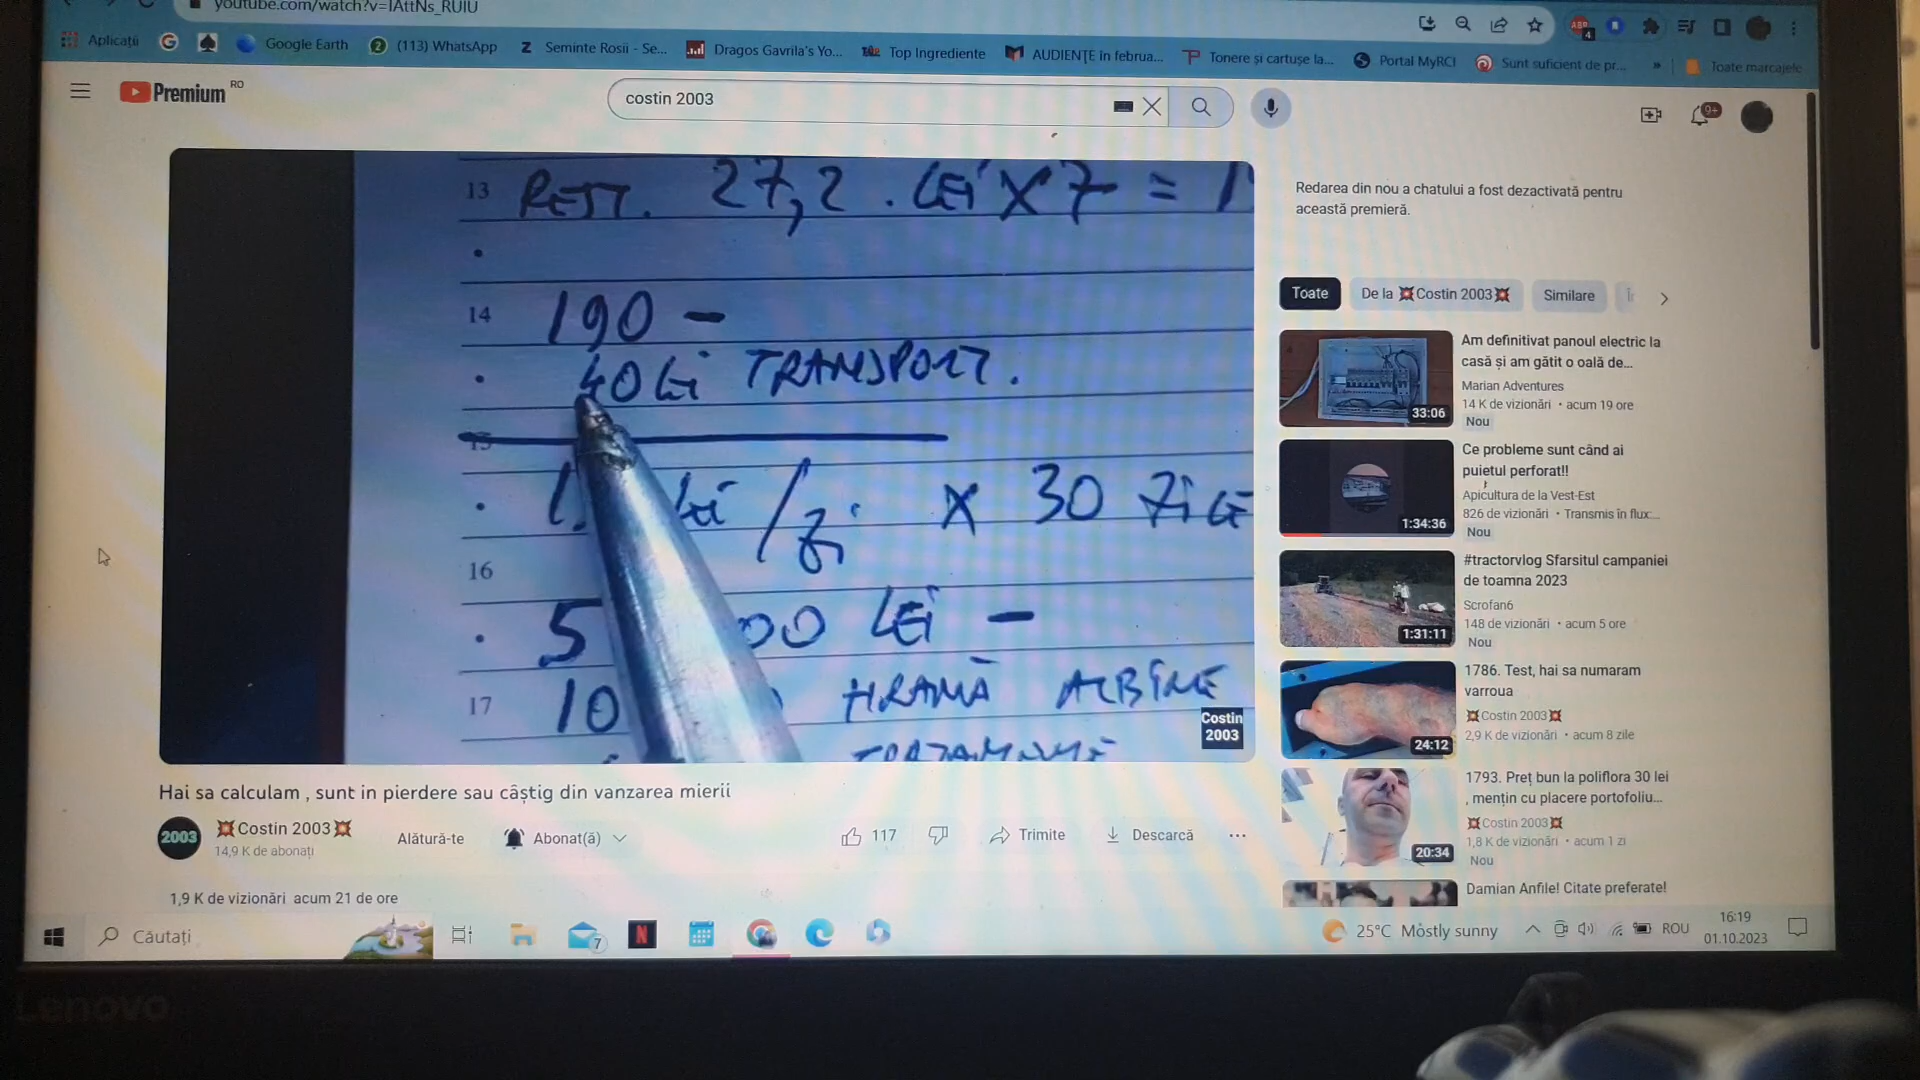 youtube.com/watch?v=IAttNs_RUIU
Aplicații
Google Earth
(113) WhatsApp
Seminte Rosii - Se...
Dragos Gavrila's Yo...
Top Ingrediente
AUDIENŢE în februa...
Tonere și cartușe la...
Portal MyRCI
Sunt suficient de pr...
»
Toate marcajele
Premium RO
costin 2003
9+
13 REST. 27,2. LEI X 7 = 1
14 190 -
40 Lei TRANSPORT.
15
Lei / zi X 30 ZILE
16
LEI -
17 10 HRANĂ ALBINE
Costin
2003
Redarea din nou a chatului a fost dezactivată pentru
această premieră.
Toate
De la 💥Costin 2003💥
Similare
Am definitivat panoul electric la
casă și am gătit o oală de...
Marian Adventures
14 K de vizionări • acum 19 ore
Nou
33:06
Ce probleme sunt când ai
puietul perforat!!
Apicultura de la Vest-Est
826 de vizionări • Transmis în flux...
Nou
1:34:36
#tractorvlog Sfarsitul campaniei
de toamna 2023
Scrofan6
148 de vizionări • acum 5 ore
Nou
1:31:11
1786. Test, hai sa numaram
varroua
💥Costin 2003💥
2,9 K de vizionări • acum 8 zile
24:12
1793. Preț bun la poliflora 30 lei
, mențin cu placere portofoliu...
💥Costin 2003💥
1,8 K de vizionări • acum 1 zi
Nou
20:34
Damian Anfile! Citate preferate!
Hai sa calculam , sunt in pierdere sau câștig din vanzarea mierii
2003
💥Costin 2003💥
14,9 K de abonați
Alătură-te
Abonat(ă)
117
Trimite
Descarcă
1,9 K de vizionări acum 21 de ore
Căutați
7
25°C Mostly sunny
ROU
16:19
01.10.2023
Lenovo